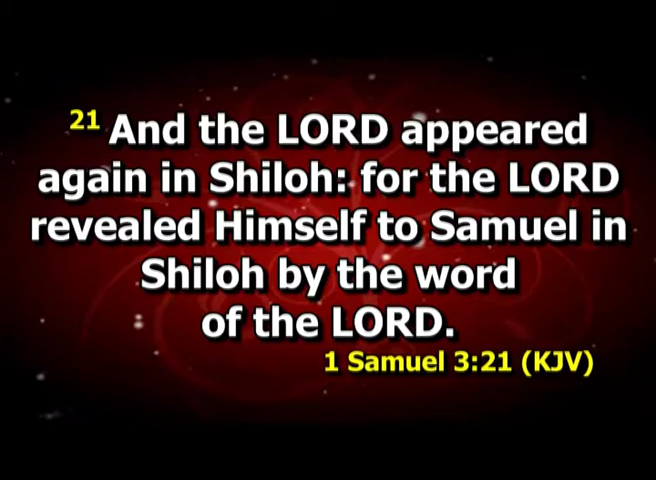 21 And the LORD appeared
again in Shiloh: for the LORD
revealed Himself to Samuel in
Shiloh by the word
of the LORD.
1 Samuel 3:21 (KJV)